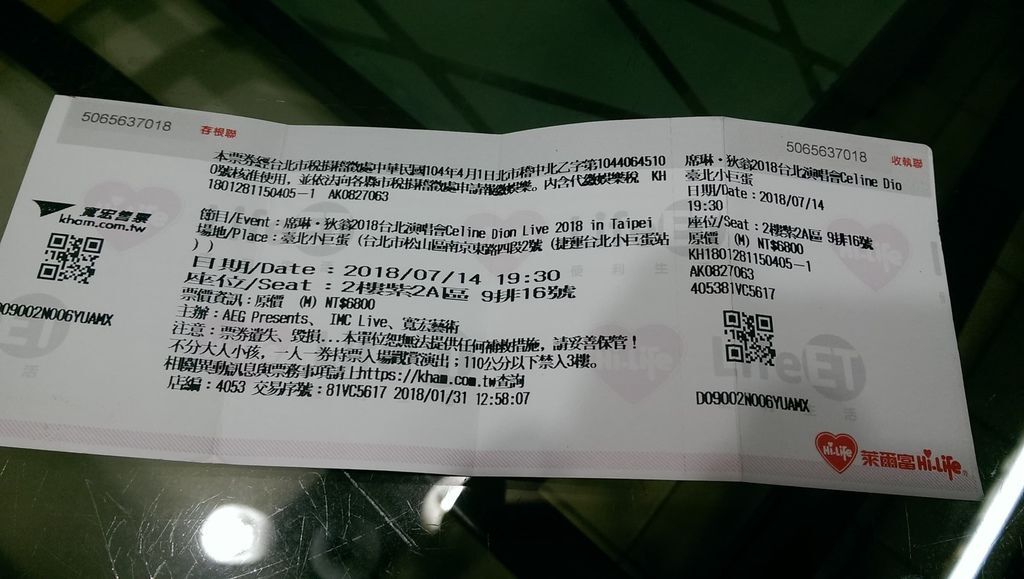 5065637018 存根聯
寬宏售票
kham.com.tw
D09002N006YUAMX
本票券經台北市稅捐稽徵處中華民國104年4月1日北市稽中北乙字第1044064510
0號核准使用，並依法向各縣市稅捐稽徵處申請報繳娛樂。內含代繳娛樂稅 KH
1801281150405-1 AK0827063
節目/Event：席琳・狄翁2018台北演唱會Celine Dion Live 2018 in Taipei
場地/Place：臺北小巨蛋 (台北市松山區南京東路四段2號 (捷運台北小巨蛋站
) )
日期/Date：2018/07/14 19:30
座位/Seat：2樓紫2A區 9排16號
票價資訊：原價 (M) NT$6800
主辦：AEG Presents、 IMC Live、寬宏藝術
注意：票券遺失、毀損...本單位恕無法提供任何補救措施，請妥善保管！
不分大人小孩，一人一券持票入場觀賞演出；110公分以下禁入3樓。
相關異動訊息與票務事項請上https://kham.com.tw查詢
店編：4053 交易序號：81VC5617 2018/01/31 12:58:07
5065637018 收執聯
席琳・狄翁2018台北演唱會Celine Dio
臺北小巨蛋
日期/Date：2018/07/14
19:30
座位/Seat：2樓紫2A區 9排16號
原價 (M) NT$6800
KH1801281150405-1
AK0827063
405381VC5617
LifeET
D09002N006YUAMX
Hi-Life 萊爾富 Hi-Life